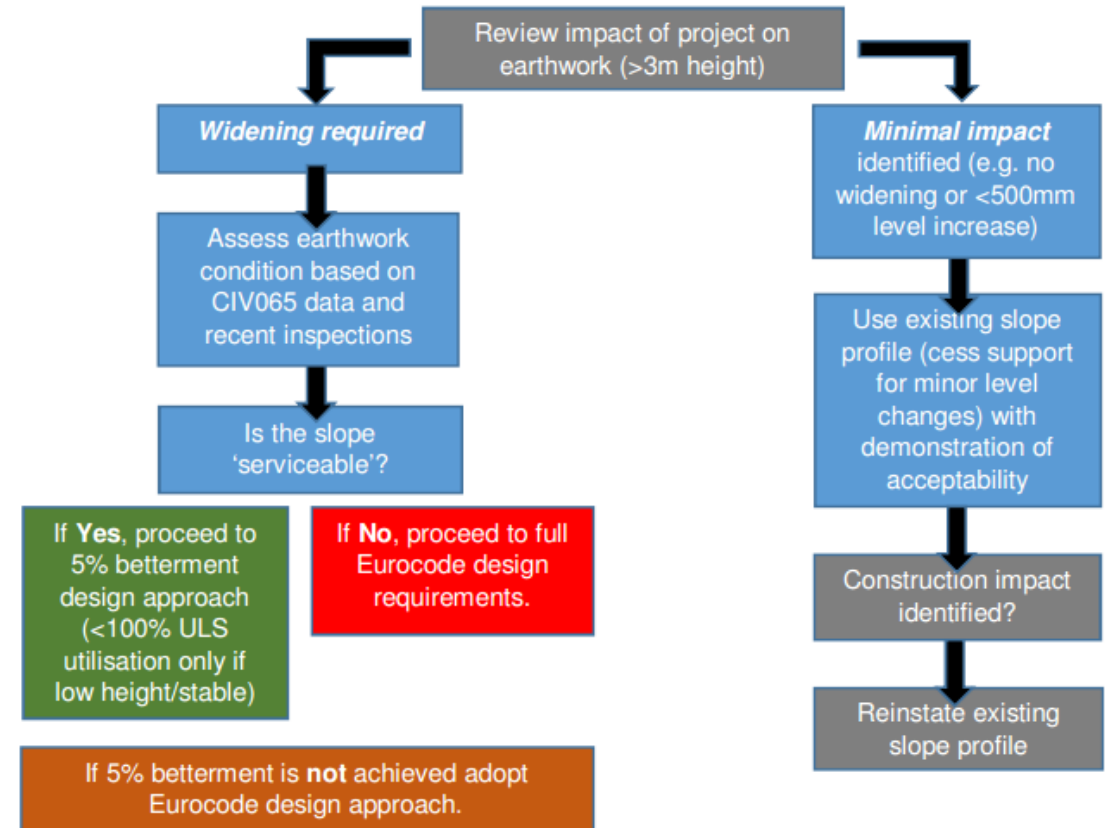 Review impact of project on
earthwork (>3m height)
Widening required
Assess earthwork
condition based on
CIV065 data and
recent inspections
Is the slope
‘serviceable’?
If Yes, proceed to
5% betterment
design approach
(<100% ULS
utilisation only if
low height/stable)
If No, proceed to full
Eurocode design
requirements.
If 5% betterment is not achieved adopt
Eurocode design approach.
Minimal impact
identified (e.g. no
widening or <500mm
level increase)
Use existing slope
profile (cess support
for minor level
changes) with
demonstration of
acceptability
Construction impact
identified?
Reinstate existing
slope profile